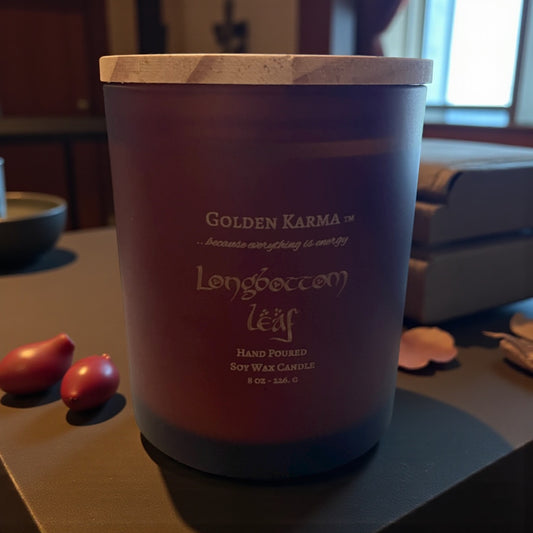 Golden Karma ™
...because everything is energy
Longbottom
Leaf
Hand Poured
Soy Wax Candle
8 oz - 226. G